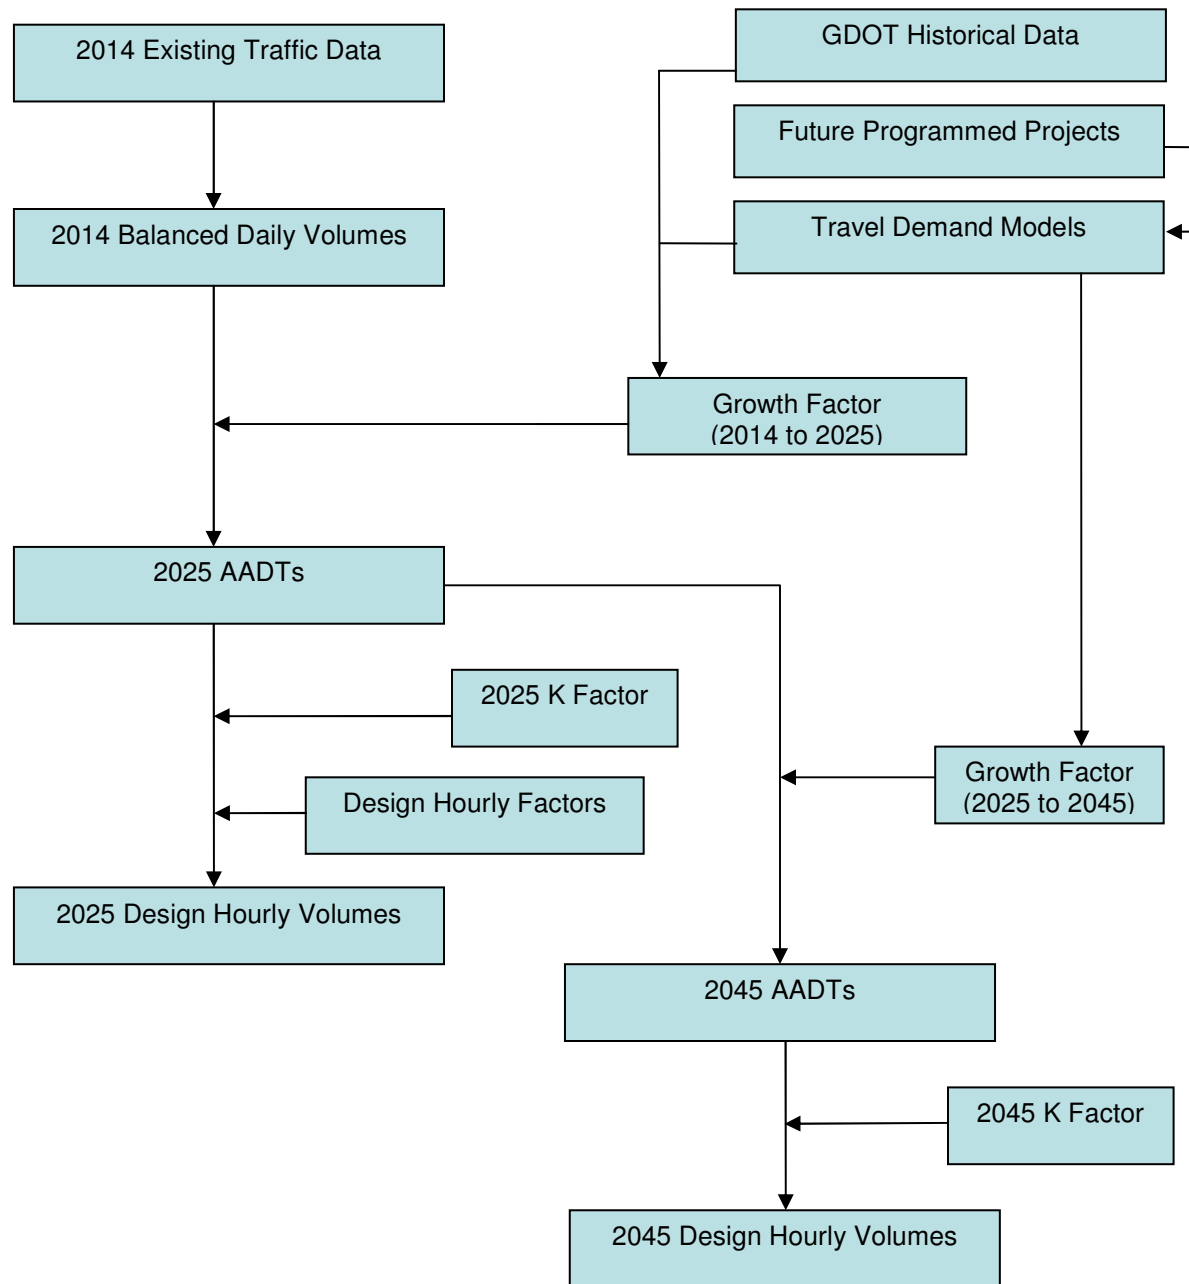 2014 Existing Traffic Data
GDOT Historical Data
Future Programmed Projects
2014 Balanced Daily Volumes
Travel Demand Models
Growth Factor
(2014 to 2025)
2025 AADTs
2025 K Factor
Growth Factor
(2025 to 2045)
Design Hourly Factors
2025 Design Hourly Volumes
2045 AADTs
2045 K Factor
2045 Design Hourly Volumes